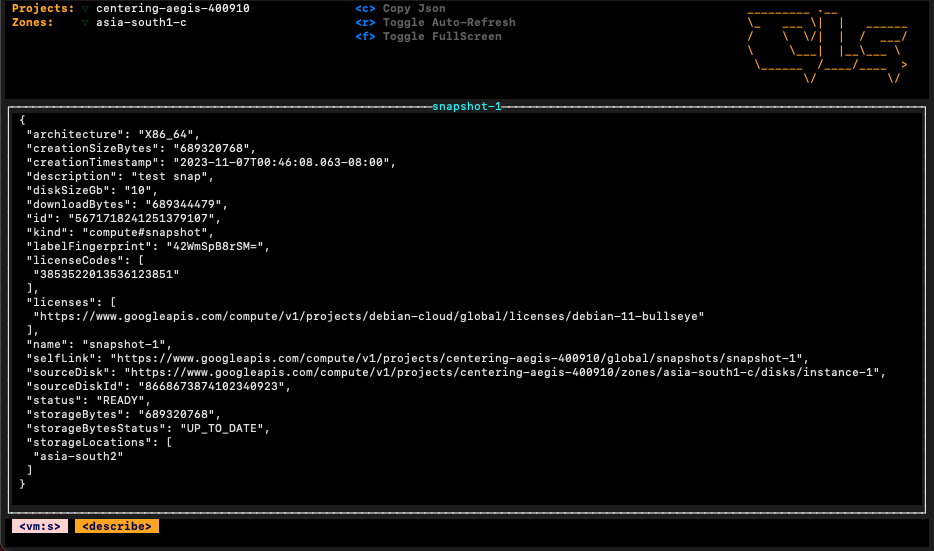 Projects: ▽ centering-aegis-400910
Zones: ▽ asia-south1-c
<c> Copy Json
<r> Toggle Auto-Refresh
<f> Toggle FullScreen
snapshot-1
{
"architecture": "X86_64",
"creationSizeBytes": "689320768",
"creationTimestamp": "2023-11-07T00:46:08.063-08:00",
"description": "test snap",
"diskSizeGb": "10",
"downloadBytes": "689344479",
"id": "5671718241251379107",
"kind": "compute#snapshot",
"labelFingerprint": "42WmSpB8rSM=",
"licenseCodes": [
"3853522013536123851"
],
"licenses": [
"https://www.googleapis.com/compute/v1/projects/debian-cloud/global/licenses/debian-11-bullseye"
],
"name": "snapshot-1",
"selfLink": "https://www.googleapis.com/compute/v1/projects/centering-aegis-400910/global/snapshots/snapshot-1",
"sourceDisk": "https://www.googleapis.com/compute/v1/projects/centering-aegis-400910/zones/asia-south1-c/disks/instance-1",
"sourceDiskId": "8668673874102340923",
"status": "READY",
"storageBytes": "689320768",
"storageBytesStatus": "UP_TO_DATE",
"storageLocations": [
"asia-south2"
]
}
<vm:s> <describe>